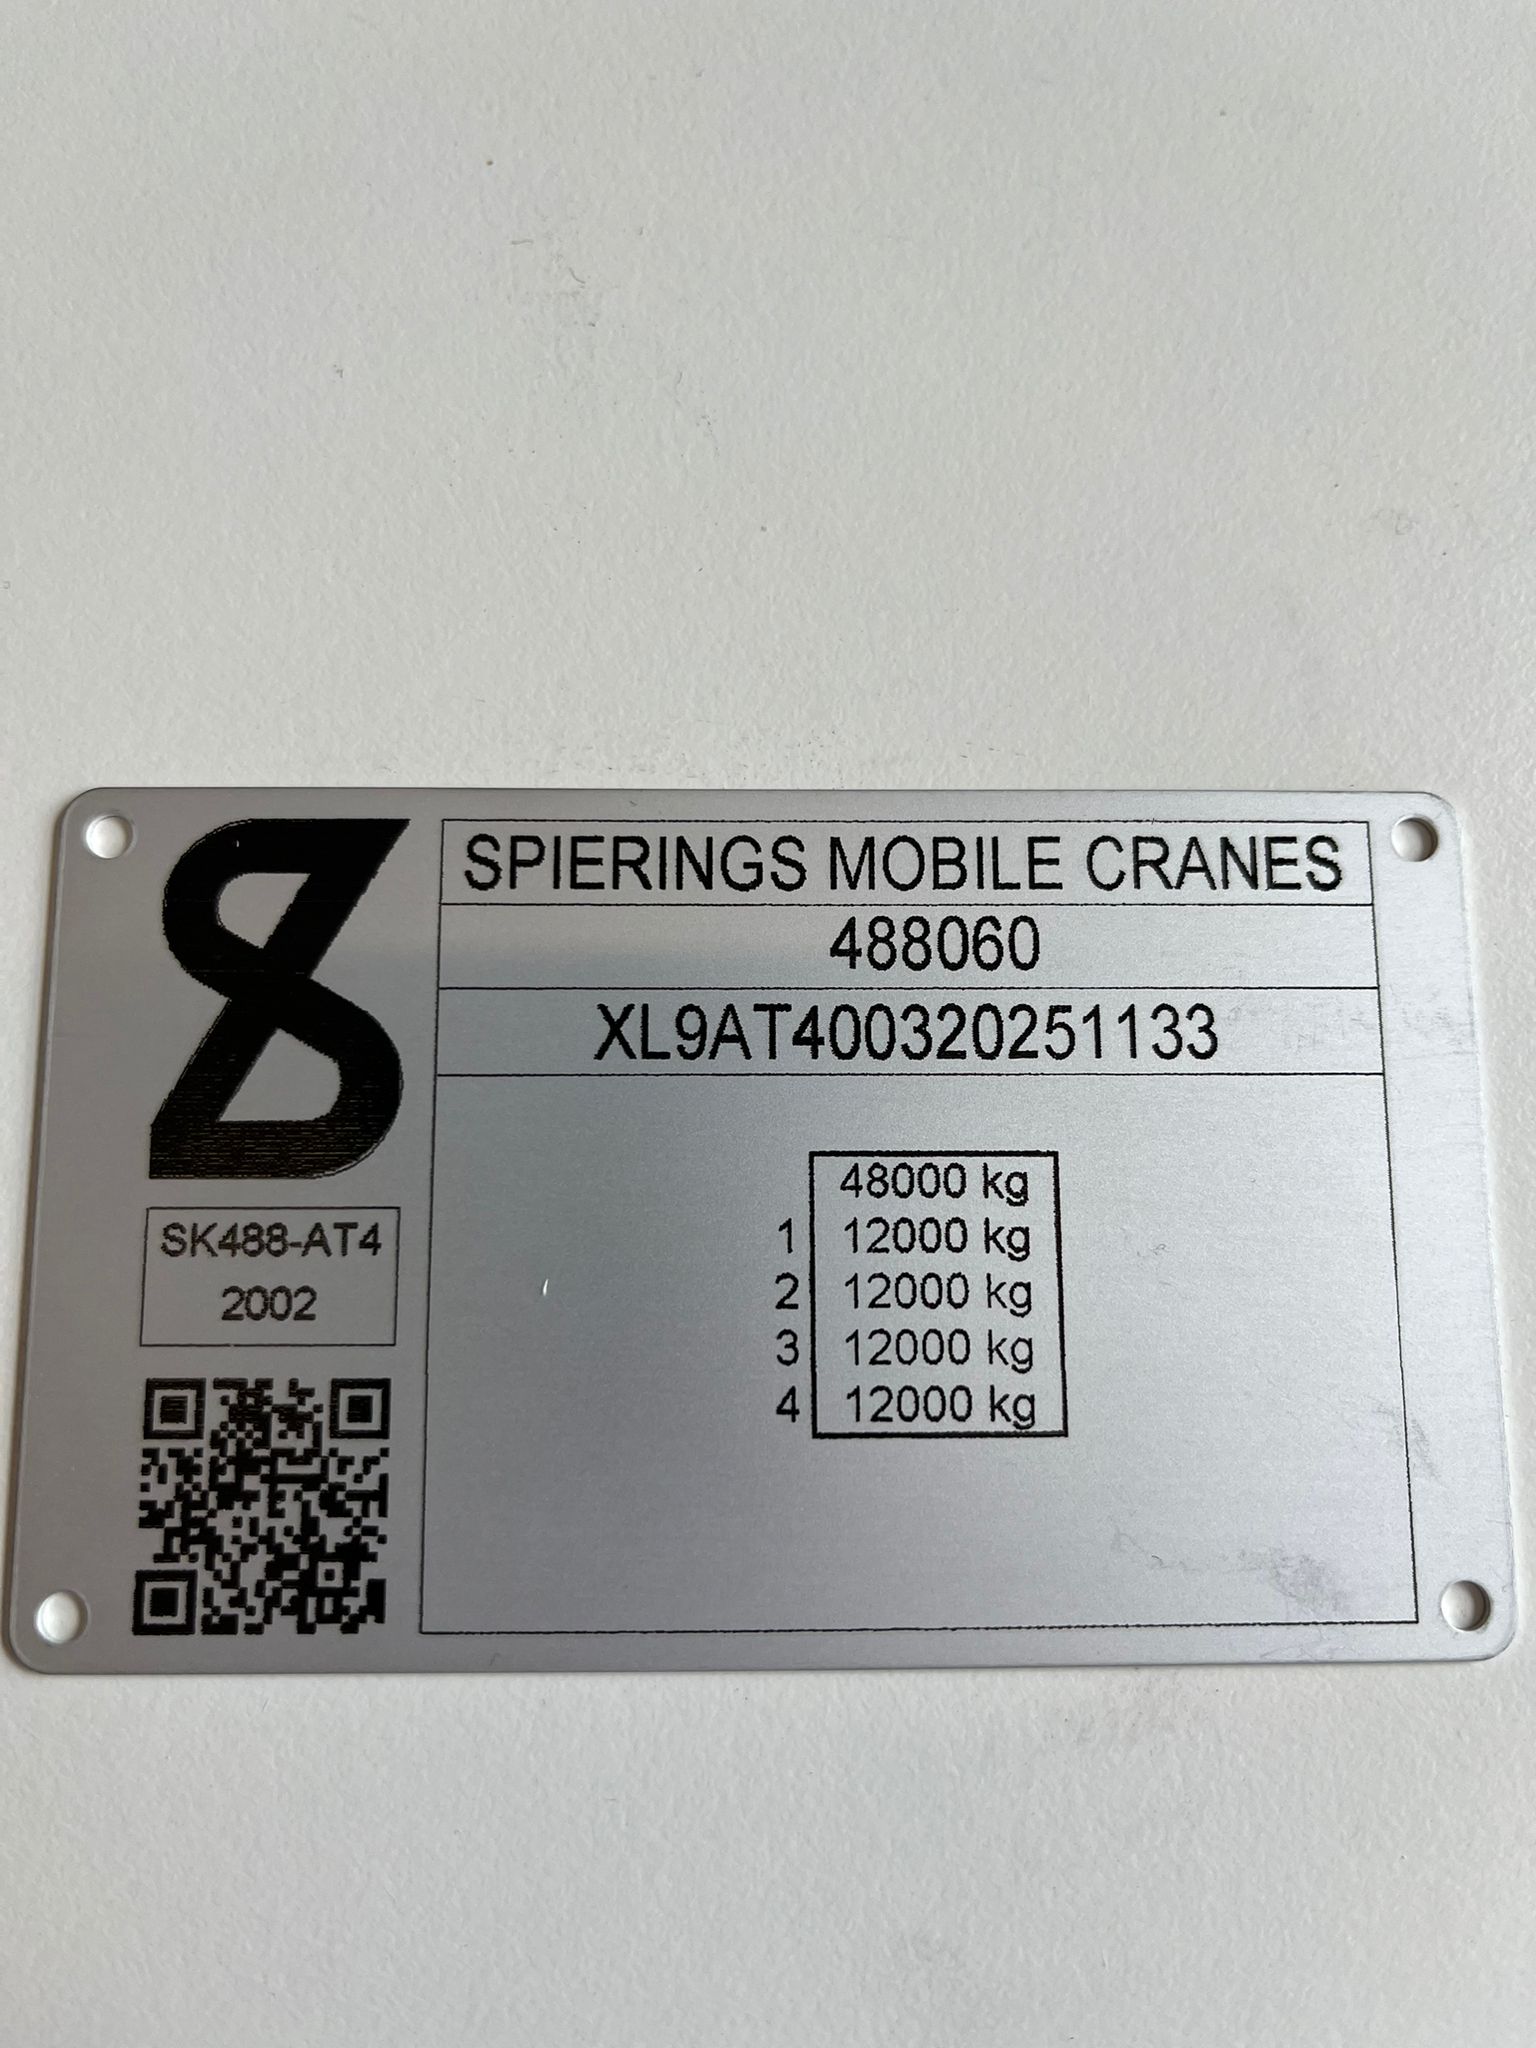 SPIERINGS MOBILE CRANES
488060
XL9AT400320251133
SK488-AT4
2002
48000 kg
1 12000 kg
2 12000 kg
3 12000 kg
4 12000 kg